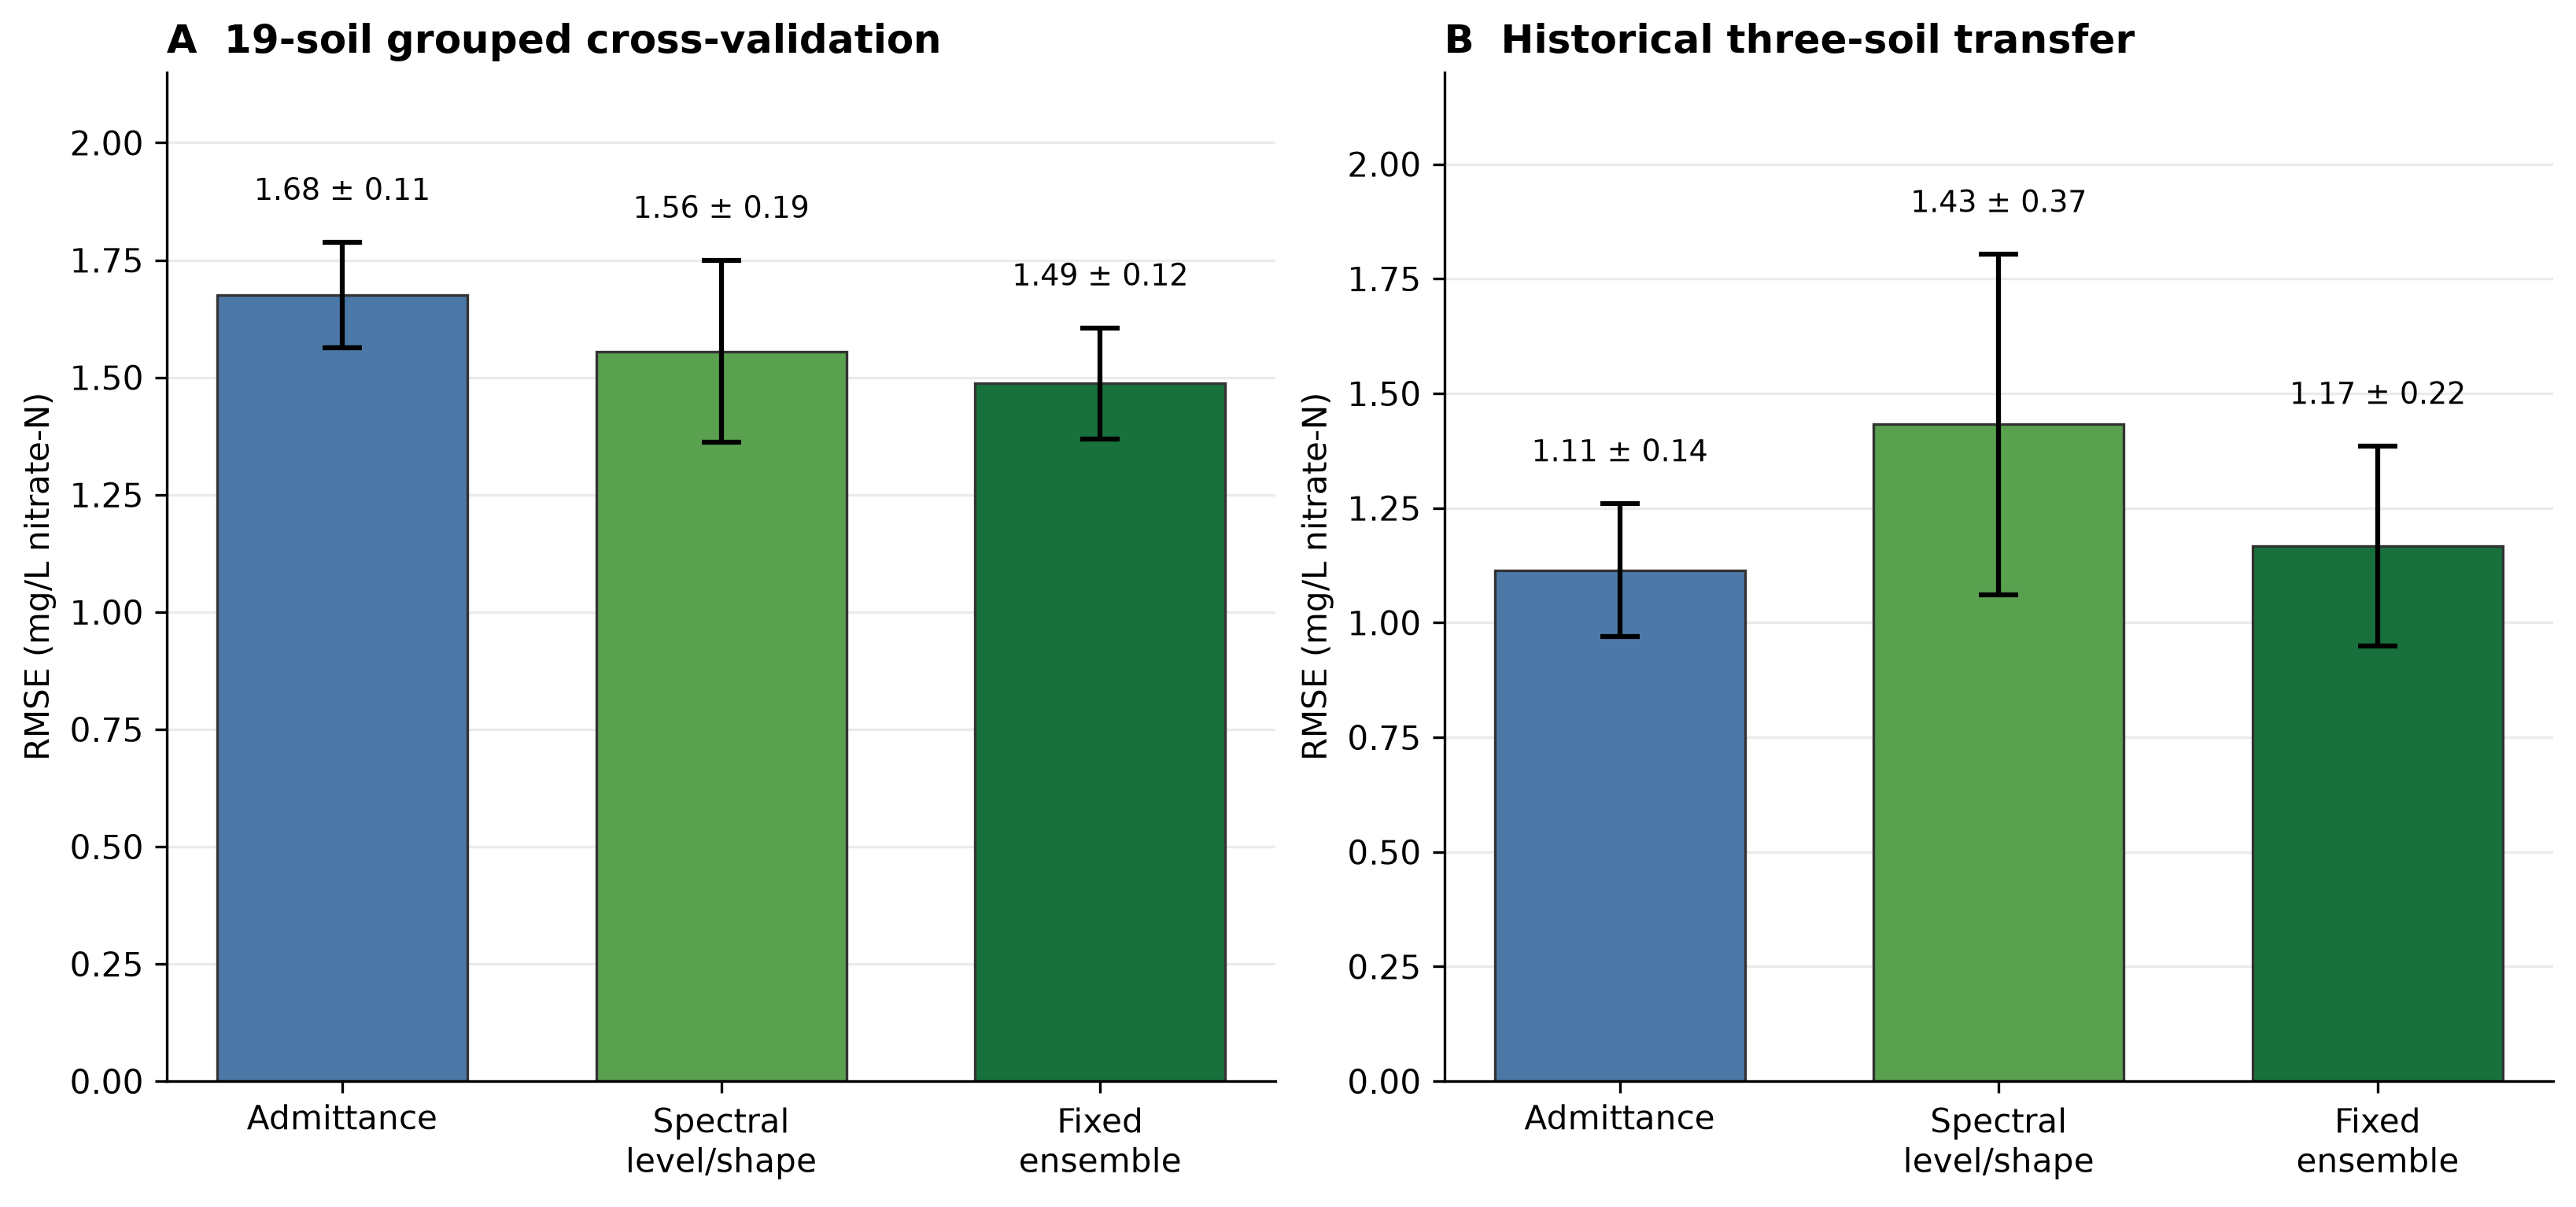 A  19-soil grouped cross-validation
RMSE (mg/L nitrate-N)
2.00
1.75
1.50
1.25
1.00
0.75
0.50
0.25
0.00
1.68 ± 0.11
1.56 ± 0.19
1.49 ± 0.12
Admittance
Spectral
level/shape
Fixed
ensemble
B  Historical three-soil transfer
RMSE (mg/L nitrate-N)
2.00
1.75
1.50
1.25
1.00
0.75
0.50
0.25
0.00
1.11 ± 0.14
1.43 ± 0.37
1.17 ± 0.22
Admittance
Spectral
level/shape
Fixed
ensemble